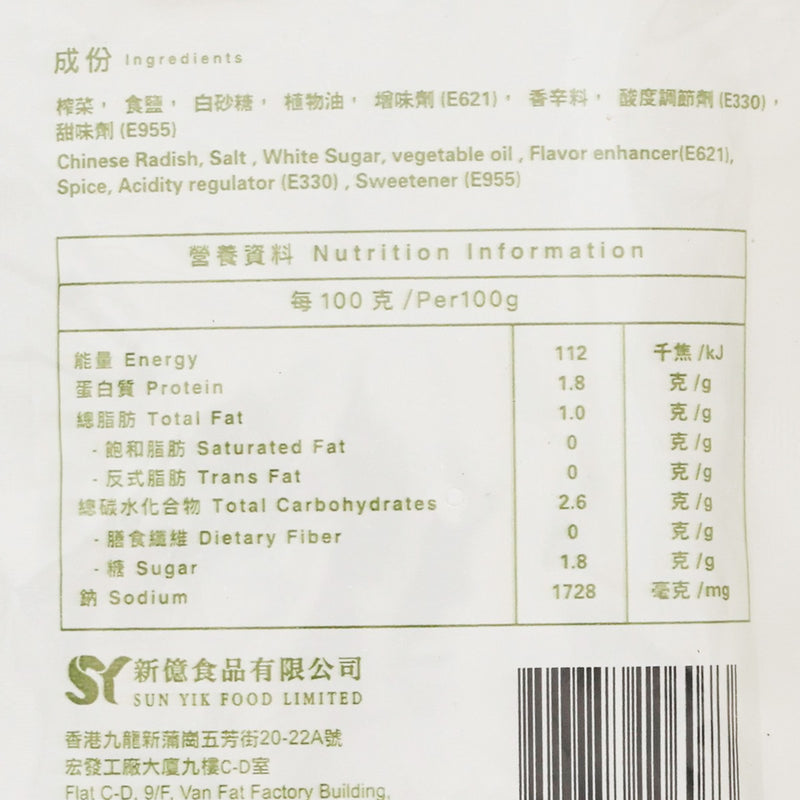 成份 Ingredients
榨菜， 食鹽， 白砂糖， 植物油， 增味劑 (E621)， 香辛料， 酸度調節劑 (E330)，
甜味劑 (E955)
Chinese Radish, Salt , White Sugar, vegetable oil , Flavor enhancer(E621),
Spice, Acidity regulator (E330) , Sweetener (E955)
營養資料 Nutrition Information
每 100 克 /Per100g
能量 Energy 112 千焦 /kJ
蛋白質 Protein 1.8 克 /g
總脂肪 Total Fat 1.0 克 /g
- 飽和脂肪 Saturated Fat 0 克 /g
- 反式脂肪 Trans Fat 0 克 /g
總碳水化合物 Total Carbohydrates 2.6 克 /g
- 膳食纖維 Dietary Fiber 0 克 /g
- 糖 Sugar 1.8 克 /g
鈉 Sodium 1728 毫克 /mg
SY 新億食品有限公司
SUN YIK FOOD LIMITED
香港九龍新蒲崗五芳街20-22A號
宏發工廠大廈九樓C-D室
Flat C-D, 9/F, Van Fat Factory Building,